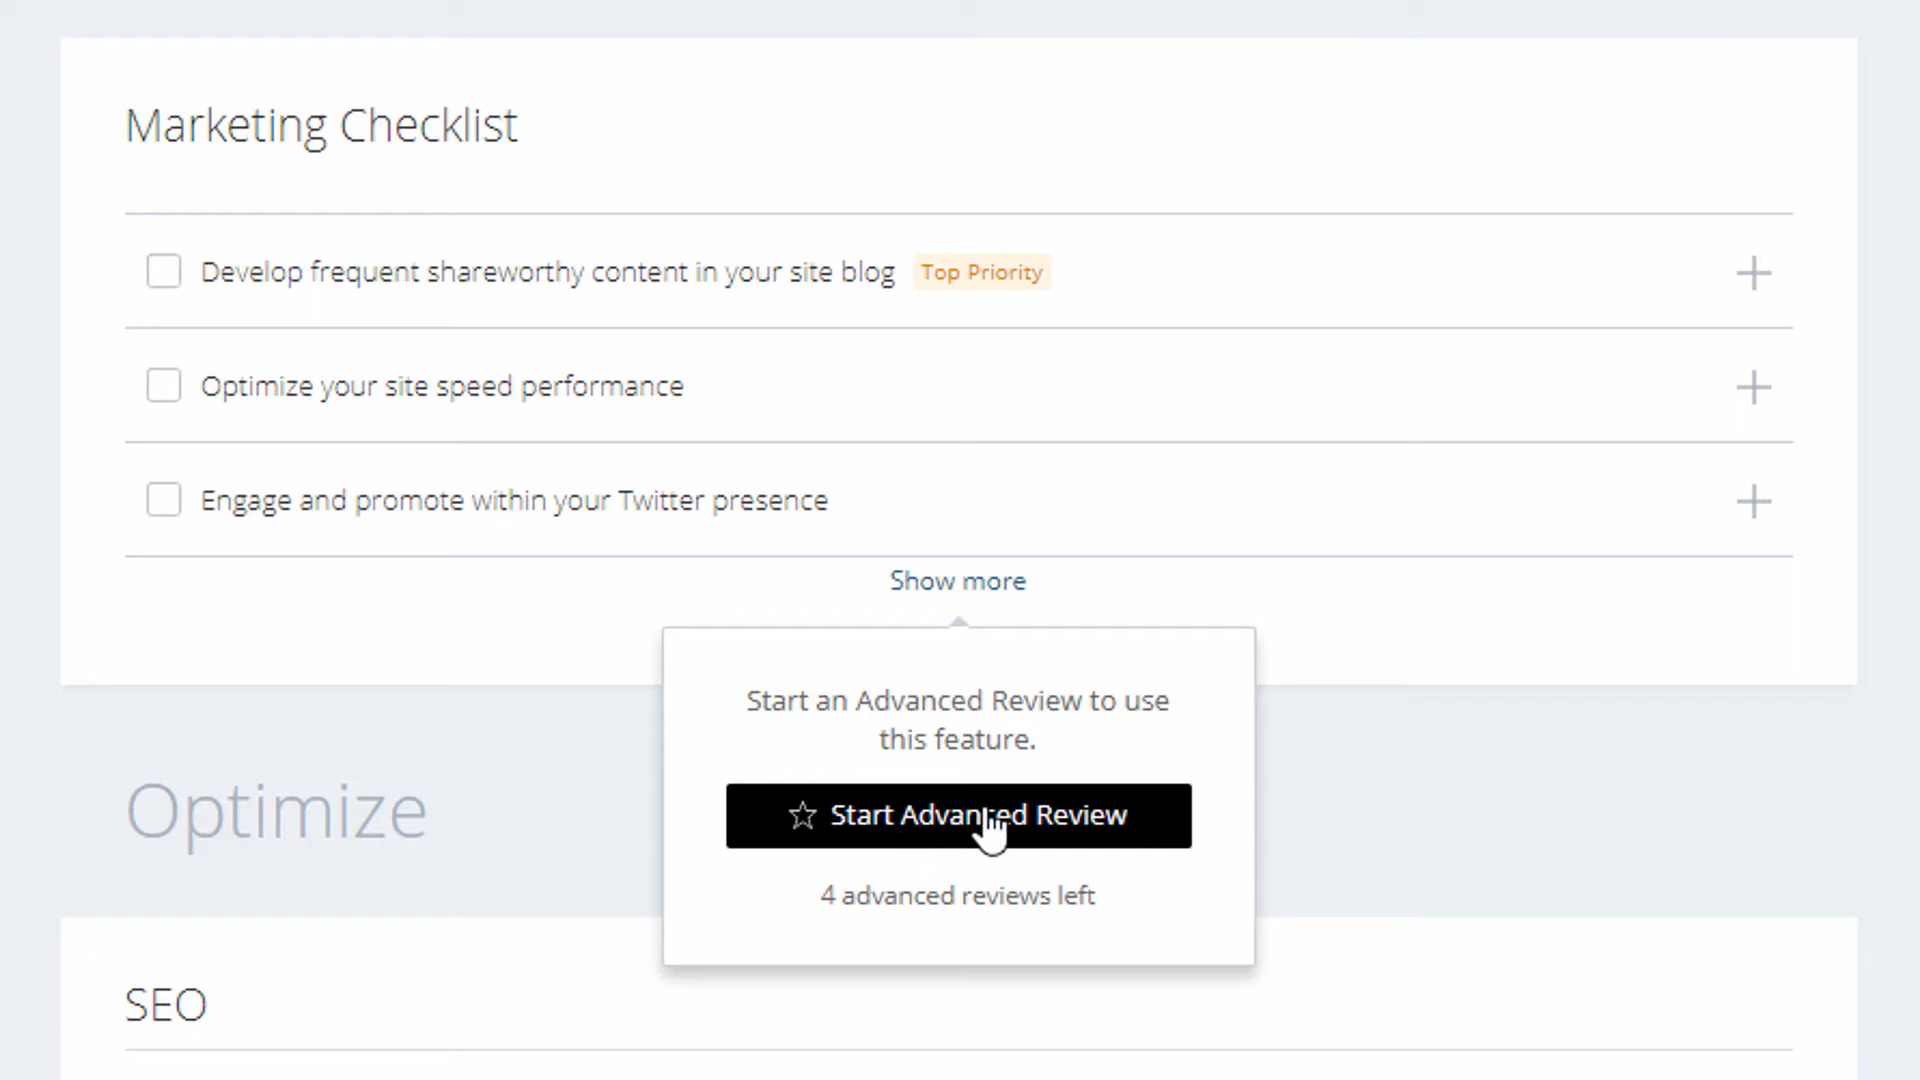 Marketing Checklist
Develop frequent shareworthy content in your site blog Top Priority
Optimize your site speed performance
Engage and promote within your Twitter presence
Show more
Start an Advanced Review to use
this feature.
Start Advanced Review
4 advanced reviews left
Optimize
SEO